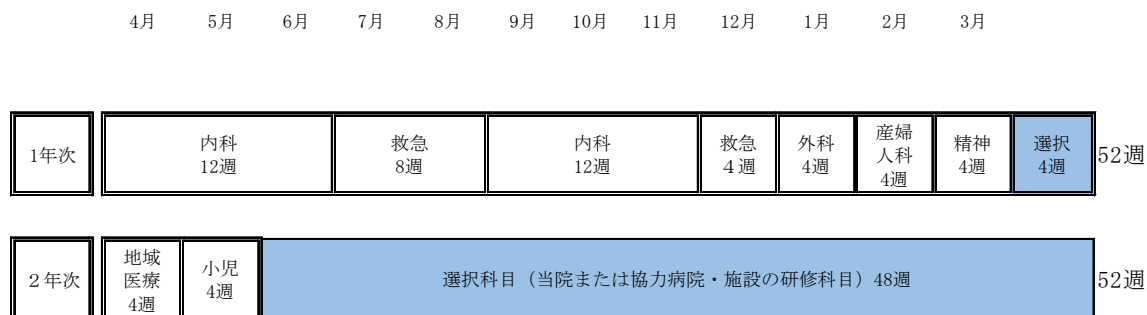 4月 5月 6月 7月 8月 9月 10月 11月 12月 1月 2月 3月
1年次
内科
12週
救急
8週
内科
12週
救急
４週
外科
4週
産婦
人科
4週
精神
4週
選択
4週
52週
２年次
地域
医療
4週
小児
4週
選択科目（当院または協力病院・施設の研修科目）48週
52週